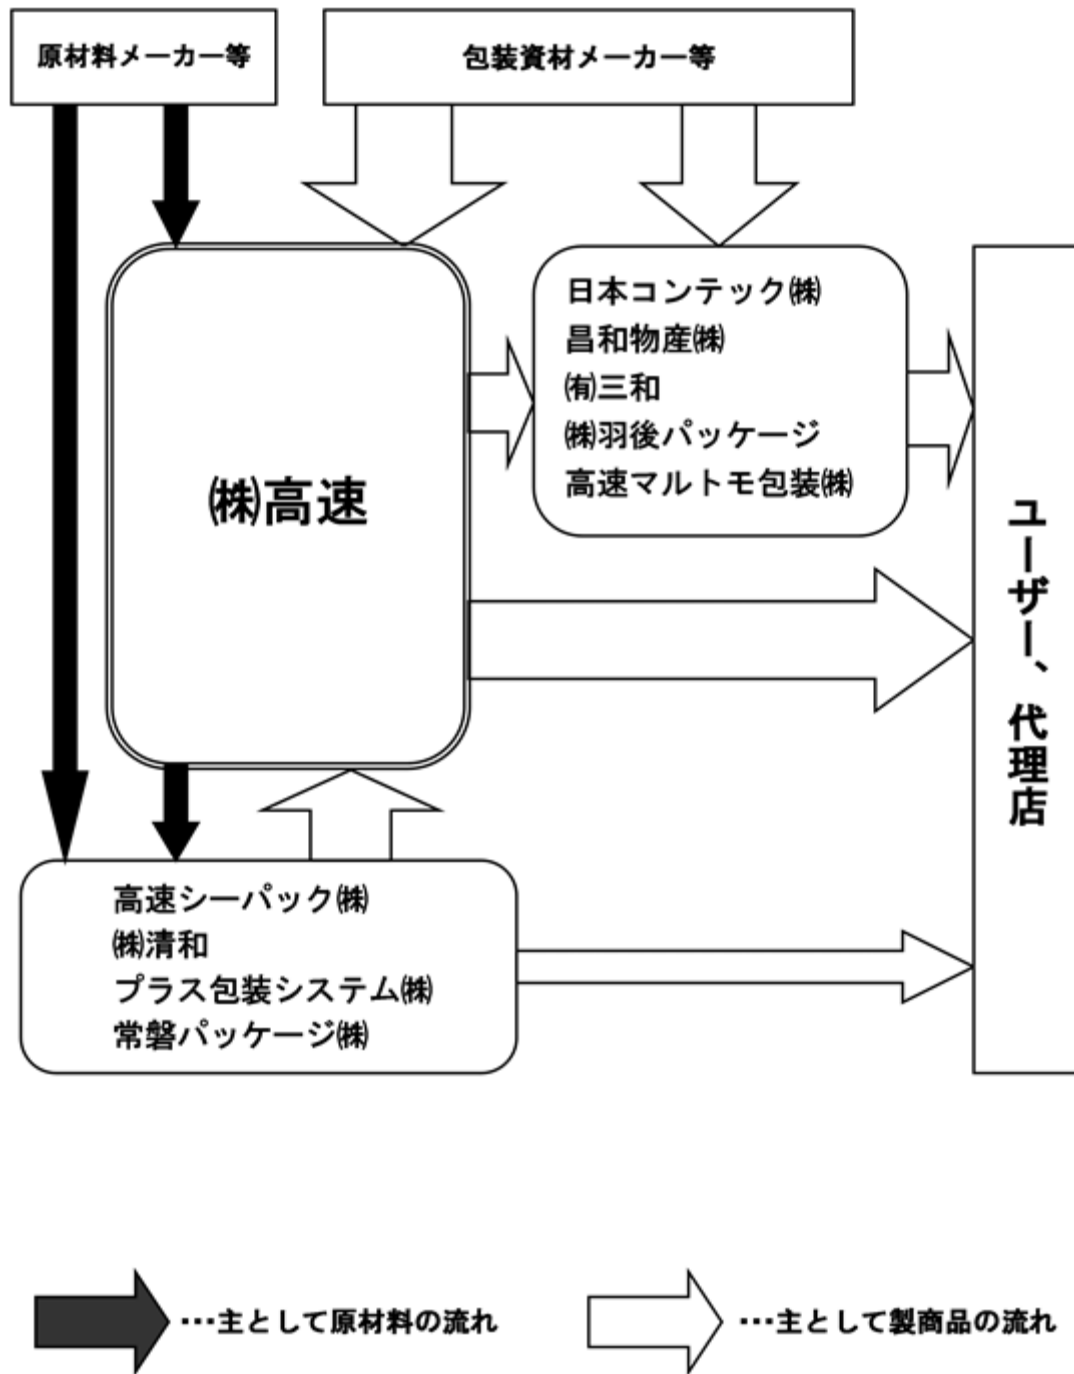 原材料メーカー等
包装資材メーカー等
日本コンテック㈱
昌和物産㈱
㈲三和
㈱羽後パッケージ
高速マルトモ包装㈱
㈱高速
ユーザー、代理店
高速シーパック㈱
㈱清和
プラス包装システム㈱
常磐パッケージ㈱
…主として原材料の流れ
…主として製商品の流れ